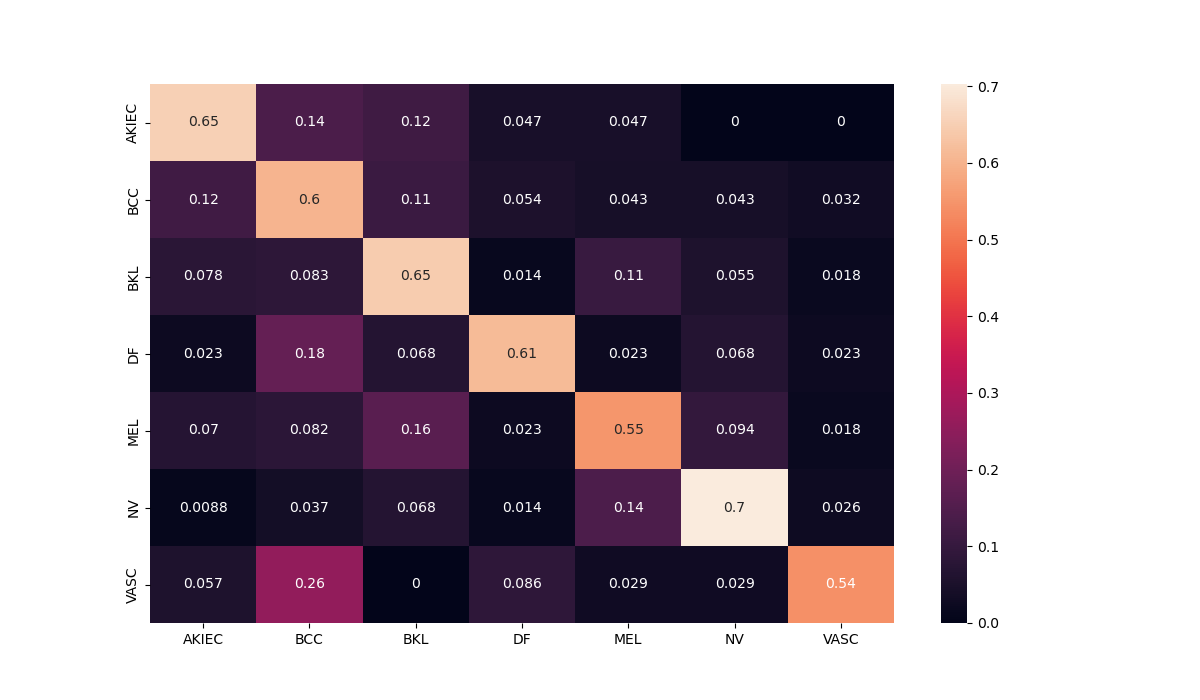 AKIEC 0.65 0.14 0.12 0.047 0.047 0 0
BCC 0.12 0.6 0.11 0.054 0.043 0.043 0.032
BKL 0.078 0.083 0.65 0.014 0.11 0.055 0.018
DF 0.023 0.18 0.068 0.61 0.023 0.068 0.023
MEL 0.07 0.082 0.16 0.023 0.55 0.094 0.018
NV 0.0088 0.037 0.068 0.014 0.14 0.7 0.026
VASC 0.057 0.26 0 0.086 0.029 0.029 0.54
AKIEC BCC BKL DF MEL NV VASC
0.7
0.6
0.5
0.4
0.3
0.2
0.1
0.0